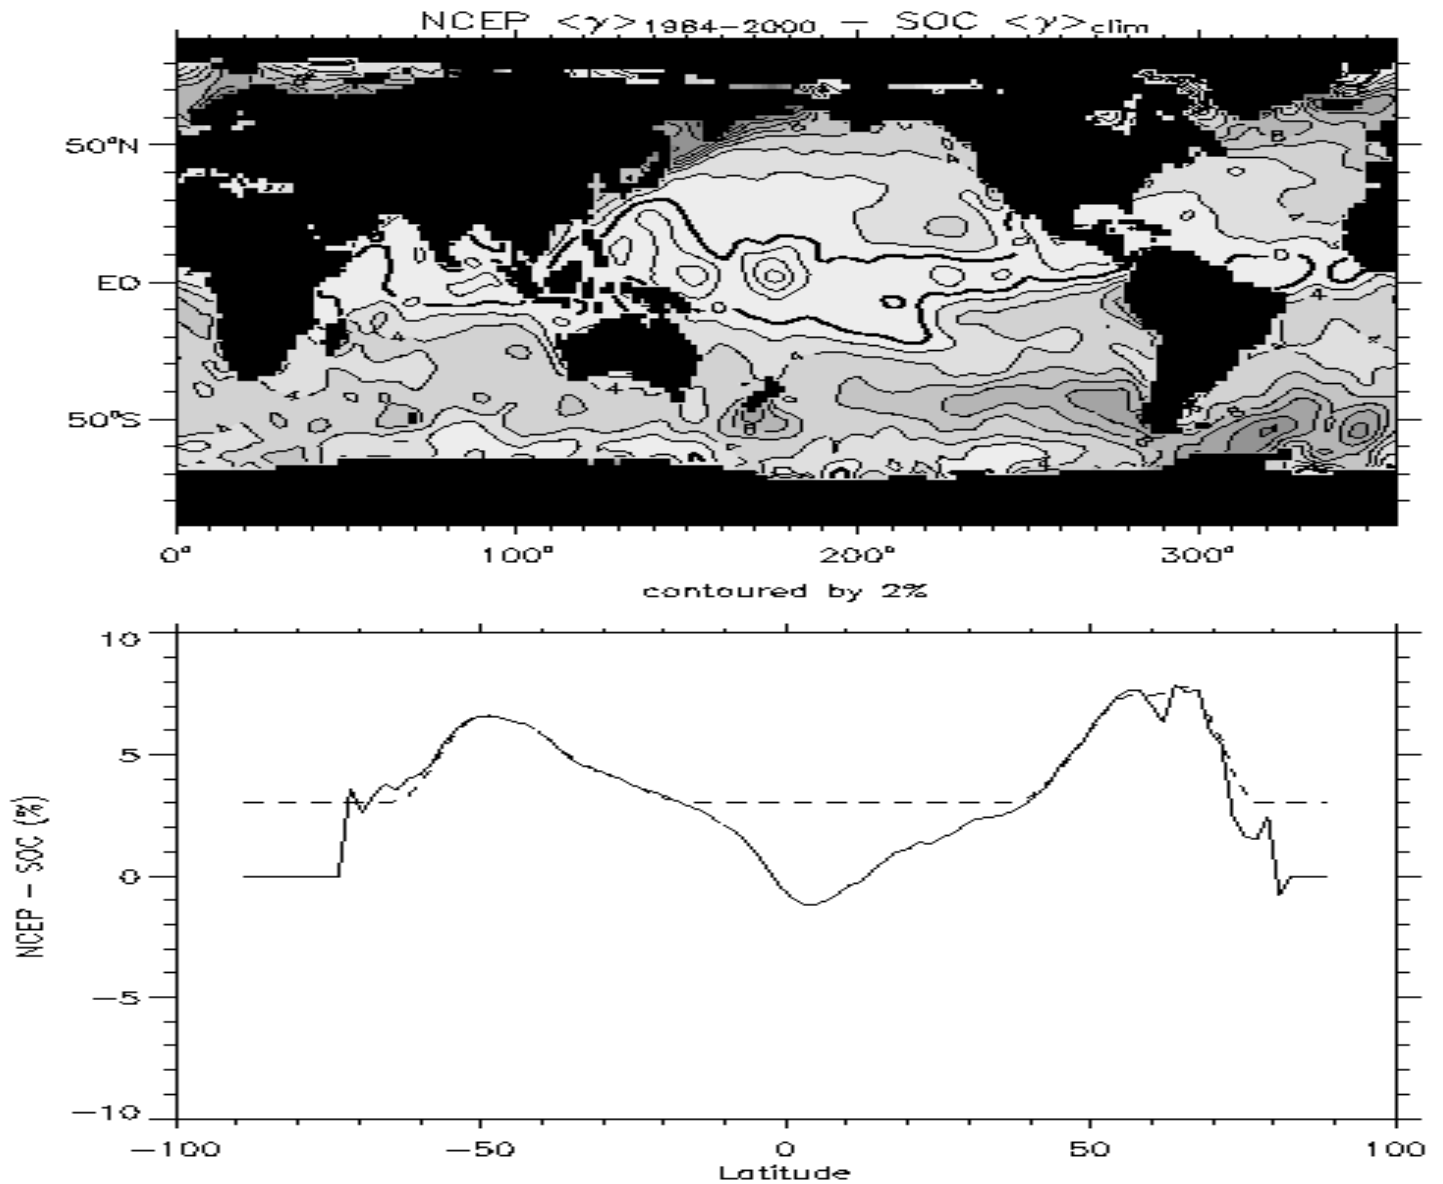 NCEP <γ>1984-2000 - SOC <γ>clim
50°N
EQ
50°S
0° 100° 200° 300°
contoured by 2%
10
5
0
-5
-10
NCEP - SOC (%)
-100 -50 0 50 100
Latitude